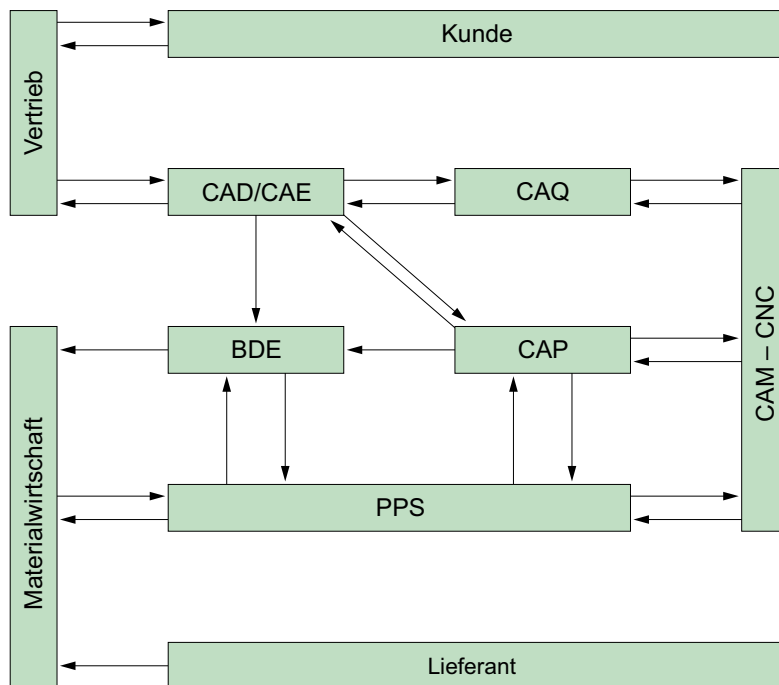 Kunde
Vertrieb
CAD/CAE
CAQ
CAM – CNC
BDE
CAP
Materialwirtschaft
PPS
Lieferant